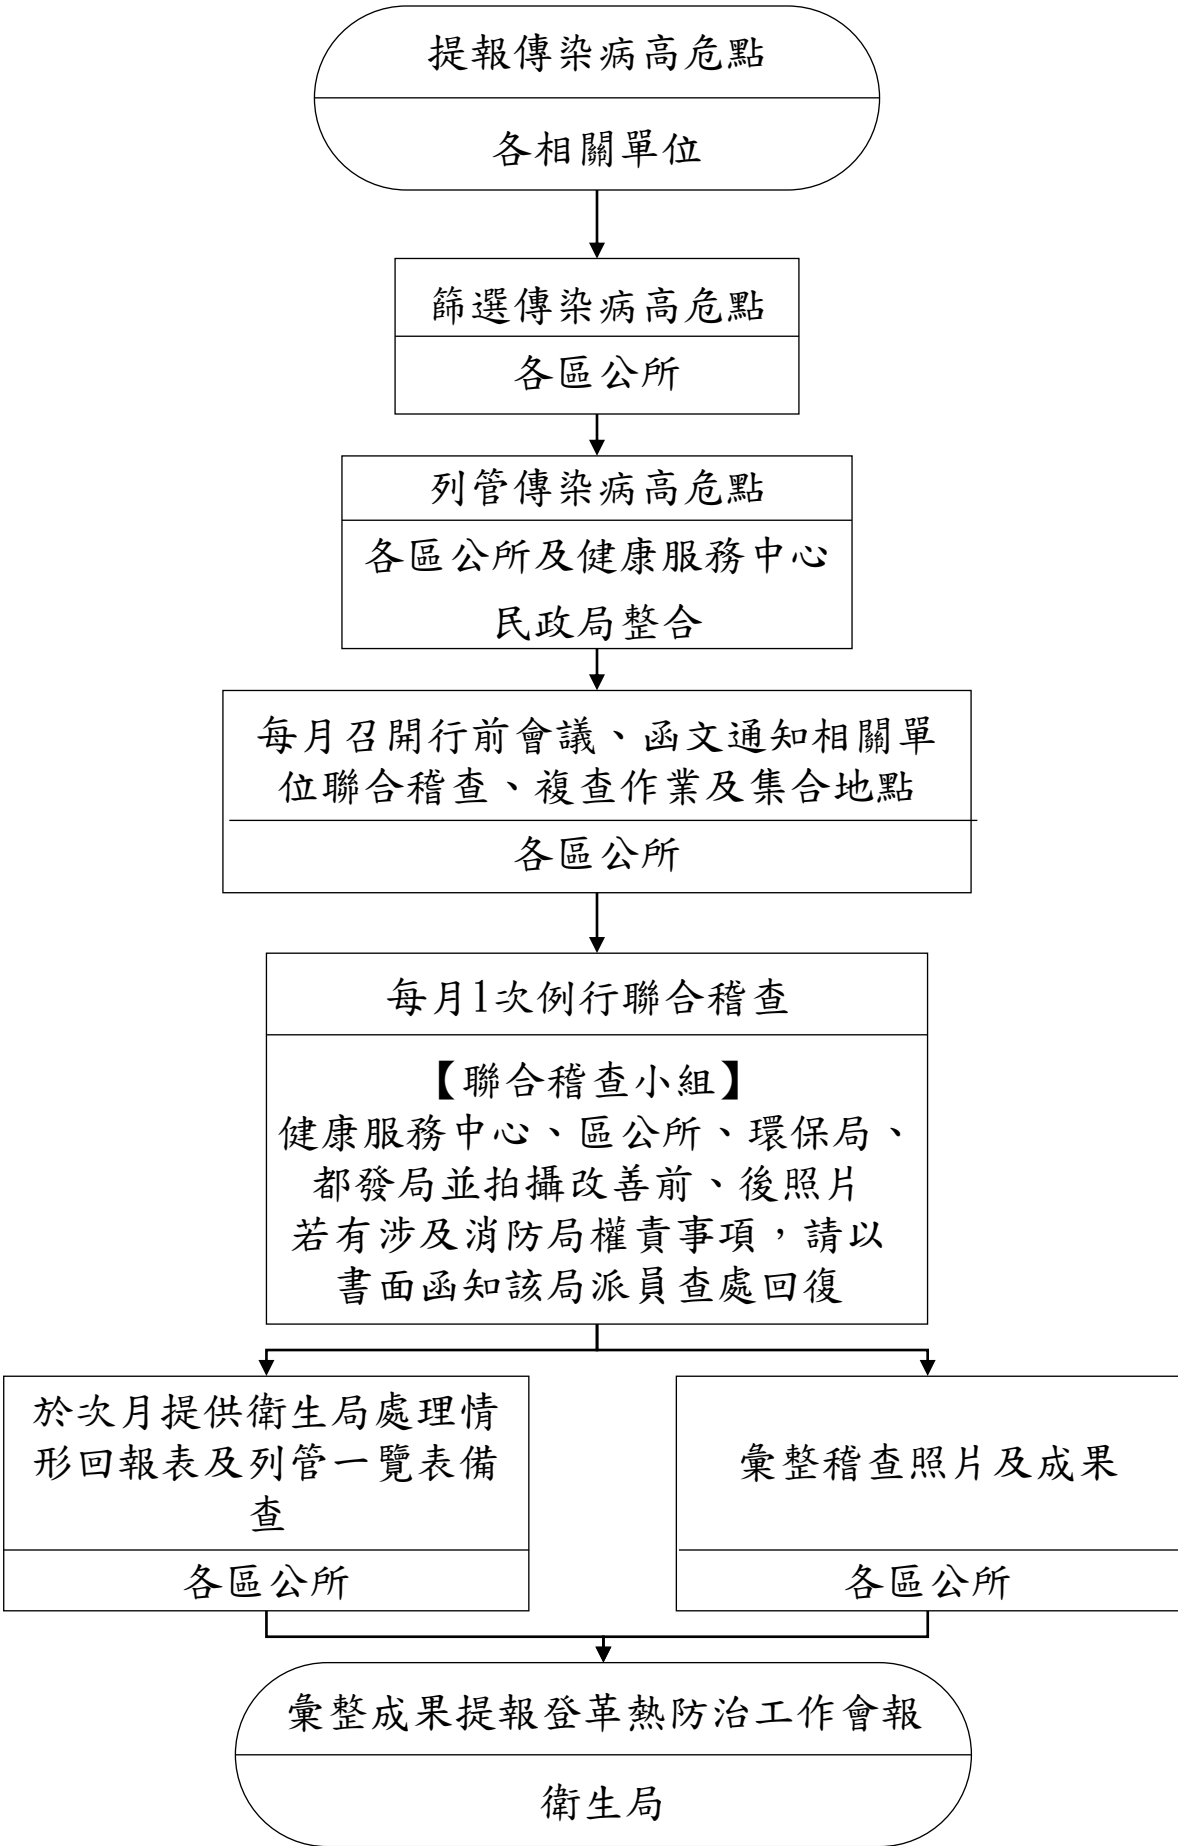 提報傳染病高危點
各相關單位
篩選傳染病高危點
各區公所
列管傳染病高危點
各區公所及健康服務中心
民政局整合
每月召開行前會議、函文通知相關單
位聯合稽查、複查作業及集合地點
各區公所
每月1次例行聯合稽查
【聯合稽查小組】
健康服務中心、區公所、環保局、
都發局並拍攝改善前、後照片
若有涉及消防局權責事項，請以
書面函知該局派員查處回復
於次月提供衛生局處理情
形回報表及列管一覽表備
查
各區公所
彙整稽查照片及成果
各區公所
彙整成果提報登革熱防治工作會報
衛生局